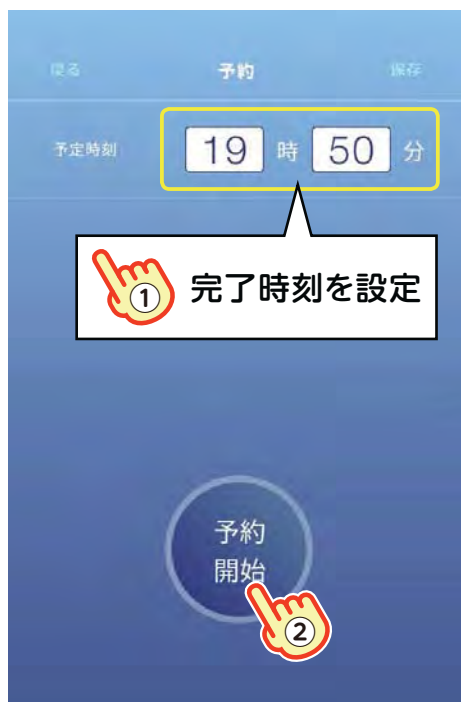 戻る 予約 保存
予定時刻 19 時 50 分
① 完了時刻を設定
予約
開始
②